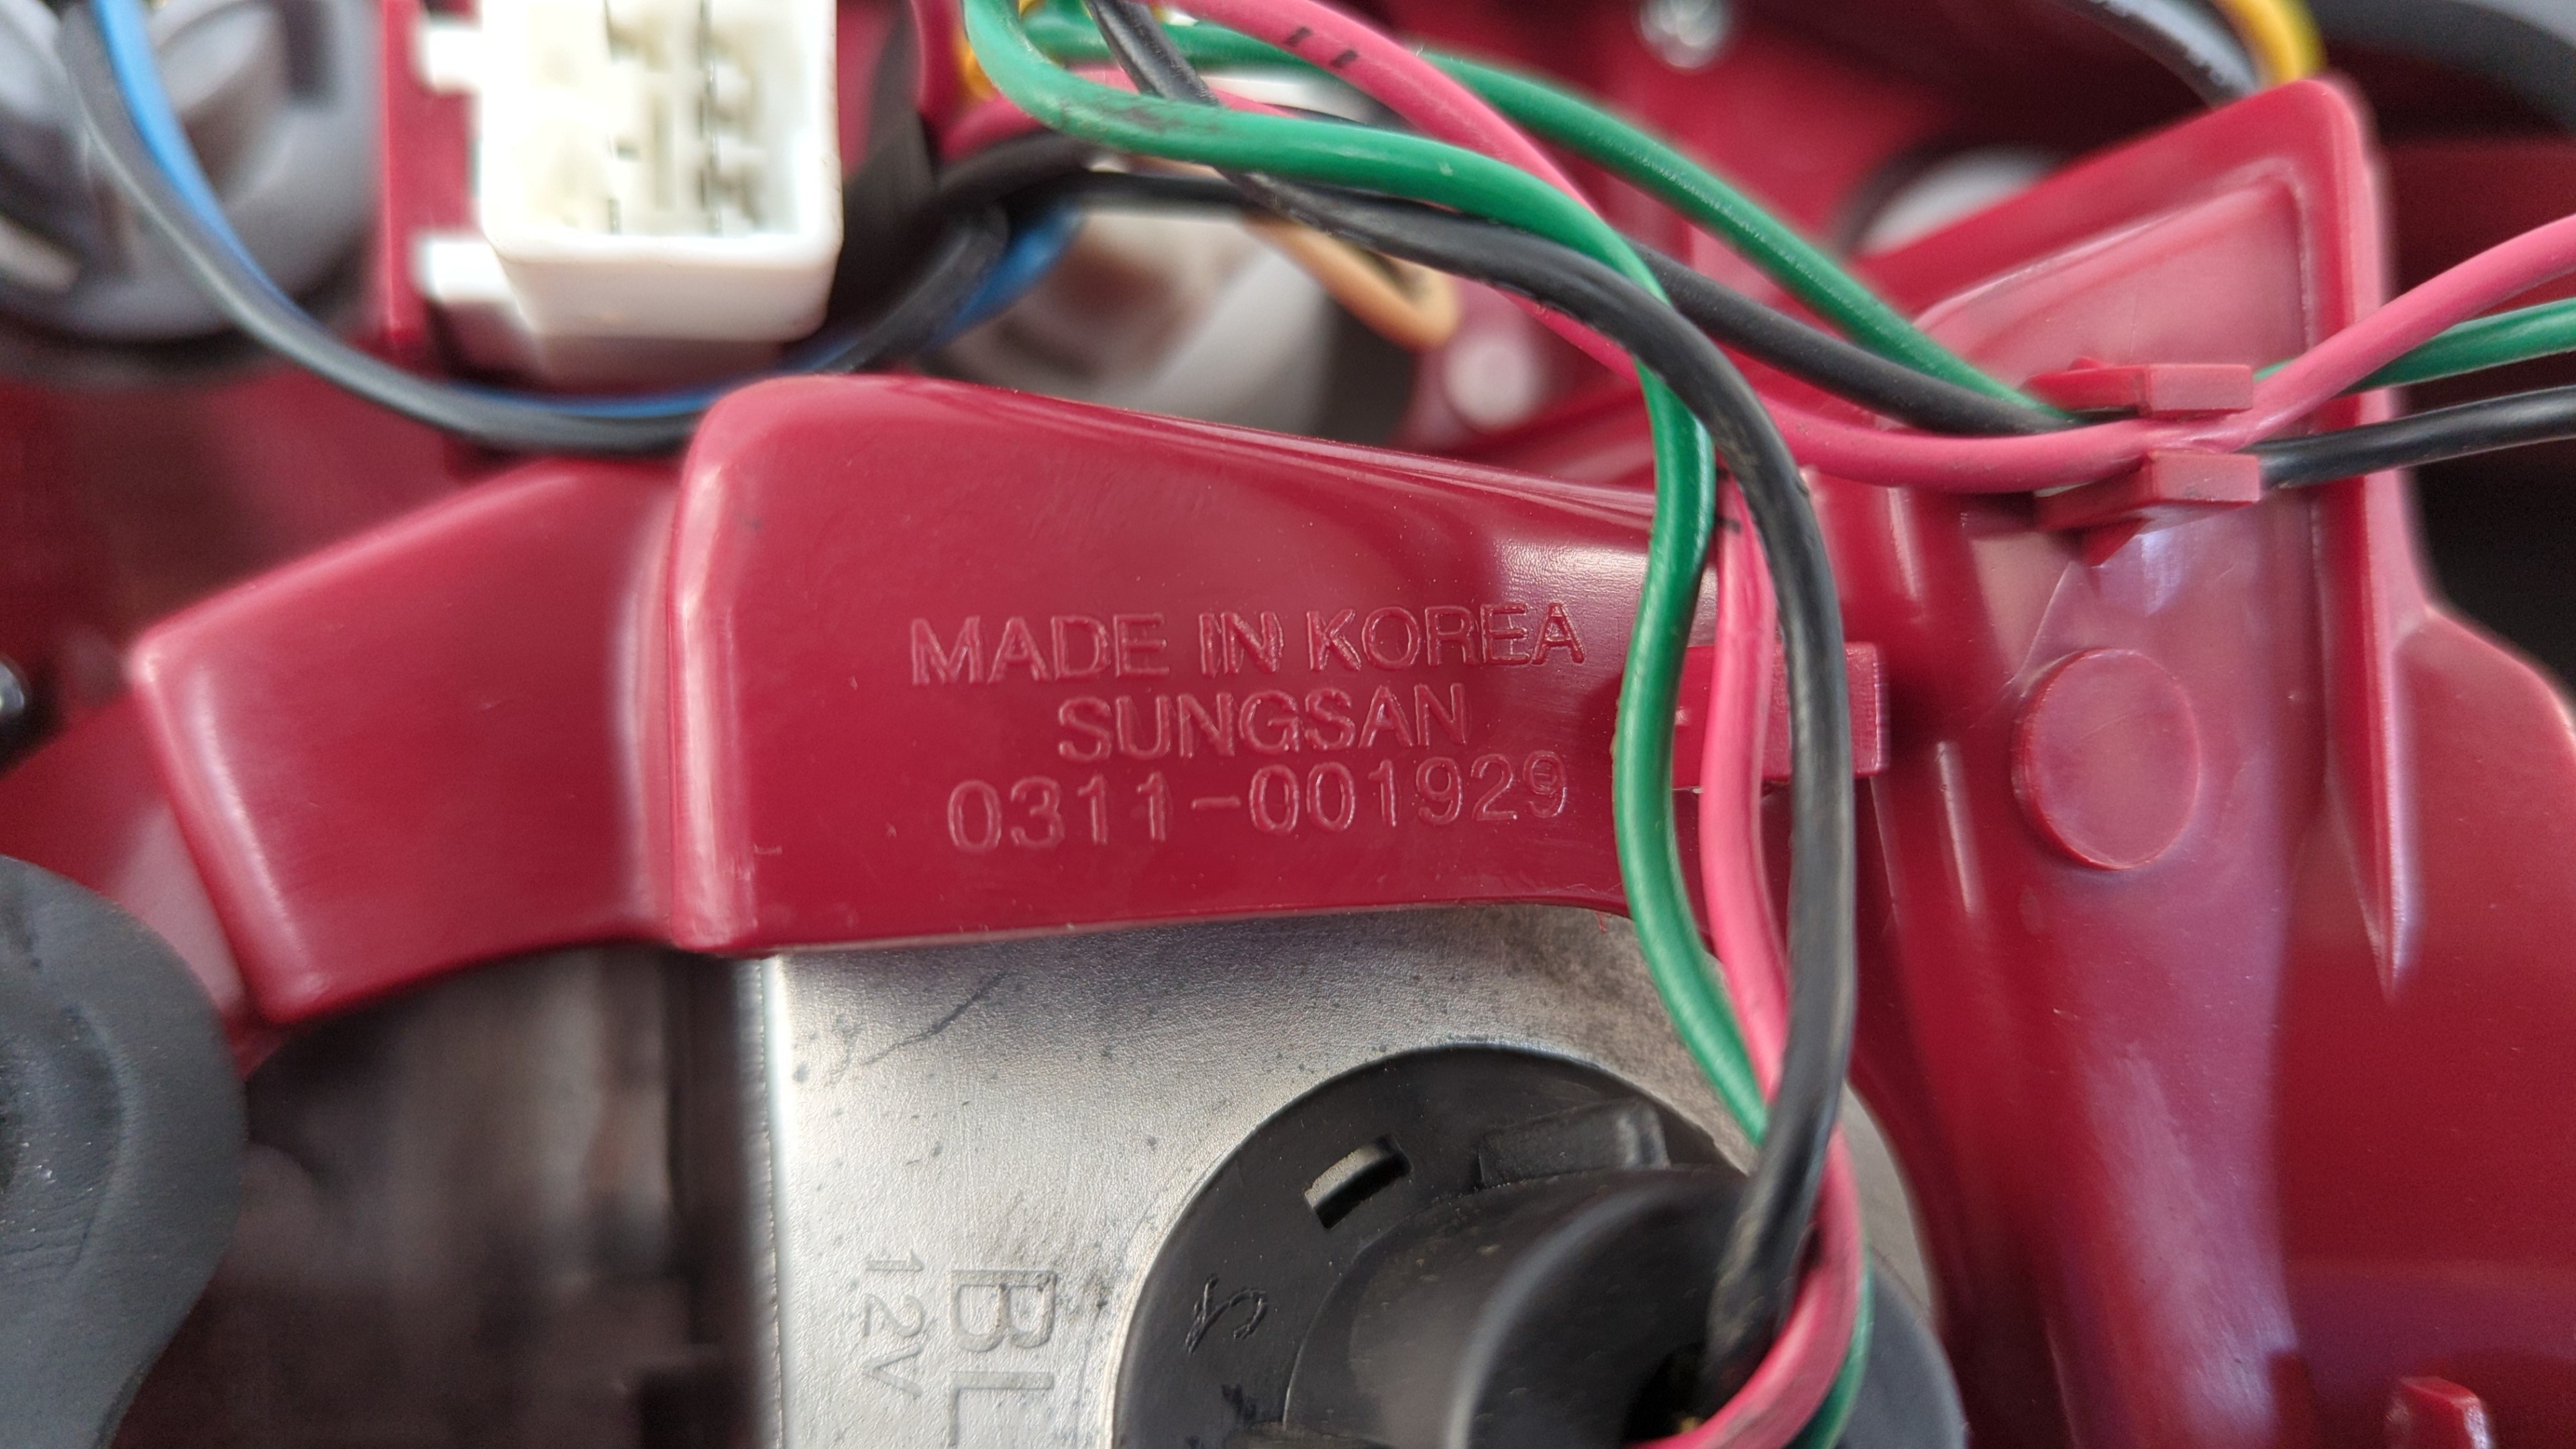 MADE IN KOREA
SUNGSAN
0311-001929
BL
12V